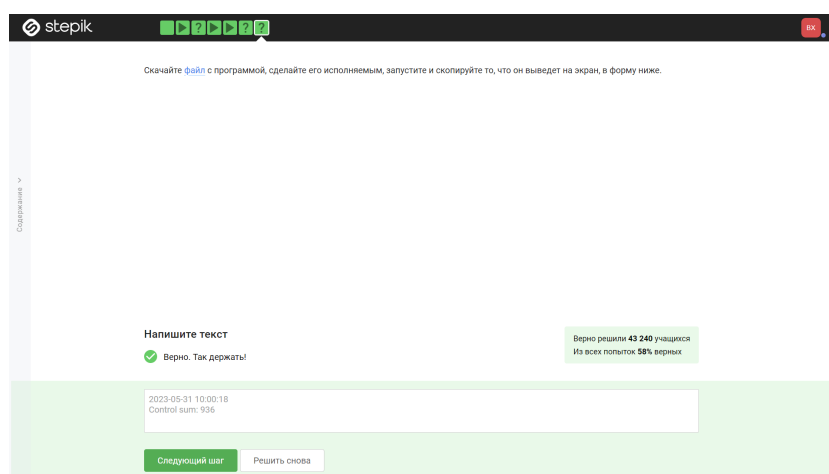 stepik
? ? ?
BX
Скачайте файл с программой, сделайте его исполняемым, запустите и скопируйте то, что он выведет на экран, в форму ниже.
Содержание
Напишите текст
Верно. Так держать!
Верно решили 43 240 учащихся
Из всех попыток 58% верных
2023-05-31 10:00:18
Control sum: 936
Следующий шаг
Решить снова